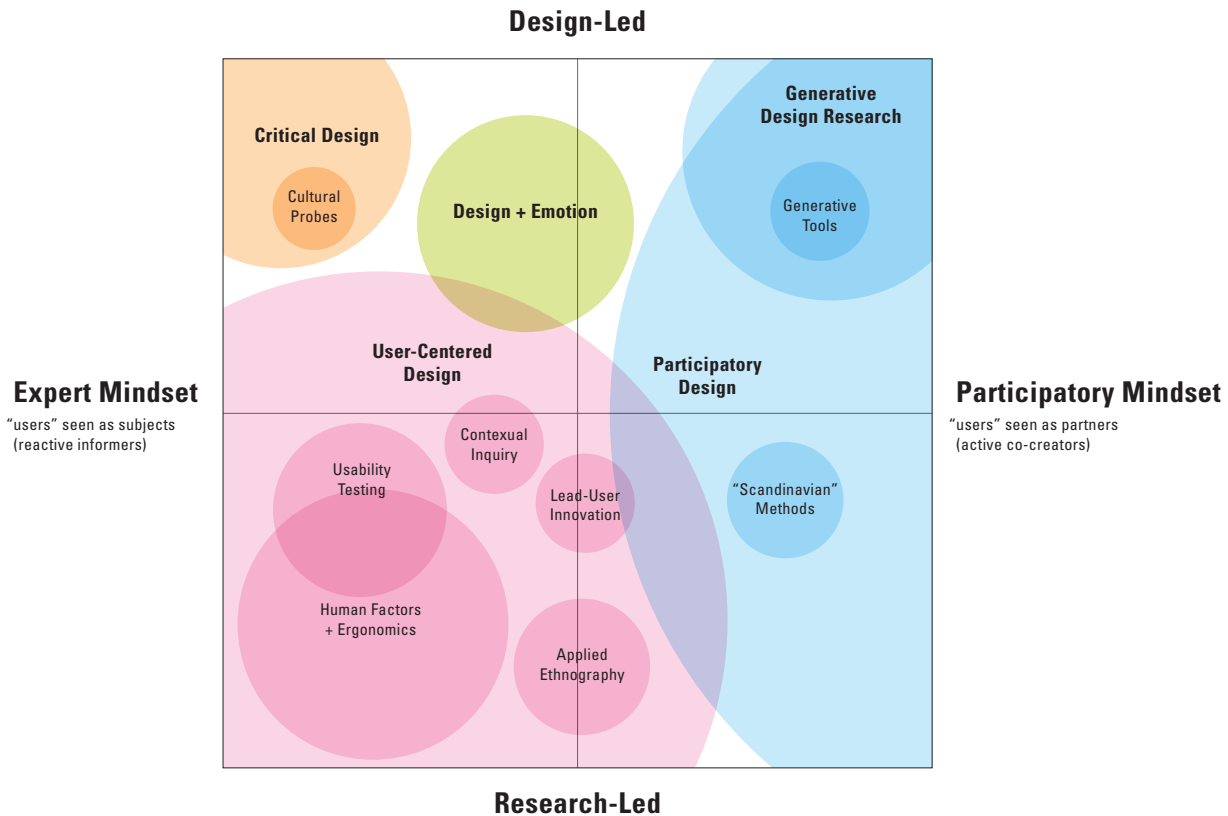 Design-Led
Generative
Design Research
Critical Design
Cultural
Probes
Design + Emotion
Generative
Tools
User-Centered
Design
Participatory
Design
Expert Mindset
“users” seen as subjects
(reactive informers)
Participatory Mindset
“users” seen as partners
(active co-creators)
Contexual
Inquiry
Usability
Testing
Lead-User
Innovation
“Scandinavian”
Methods
Human Factors
+ Ergonomics
Applied
Ethnography
Research-Led